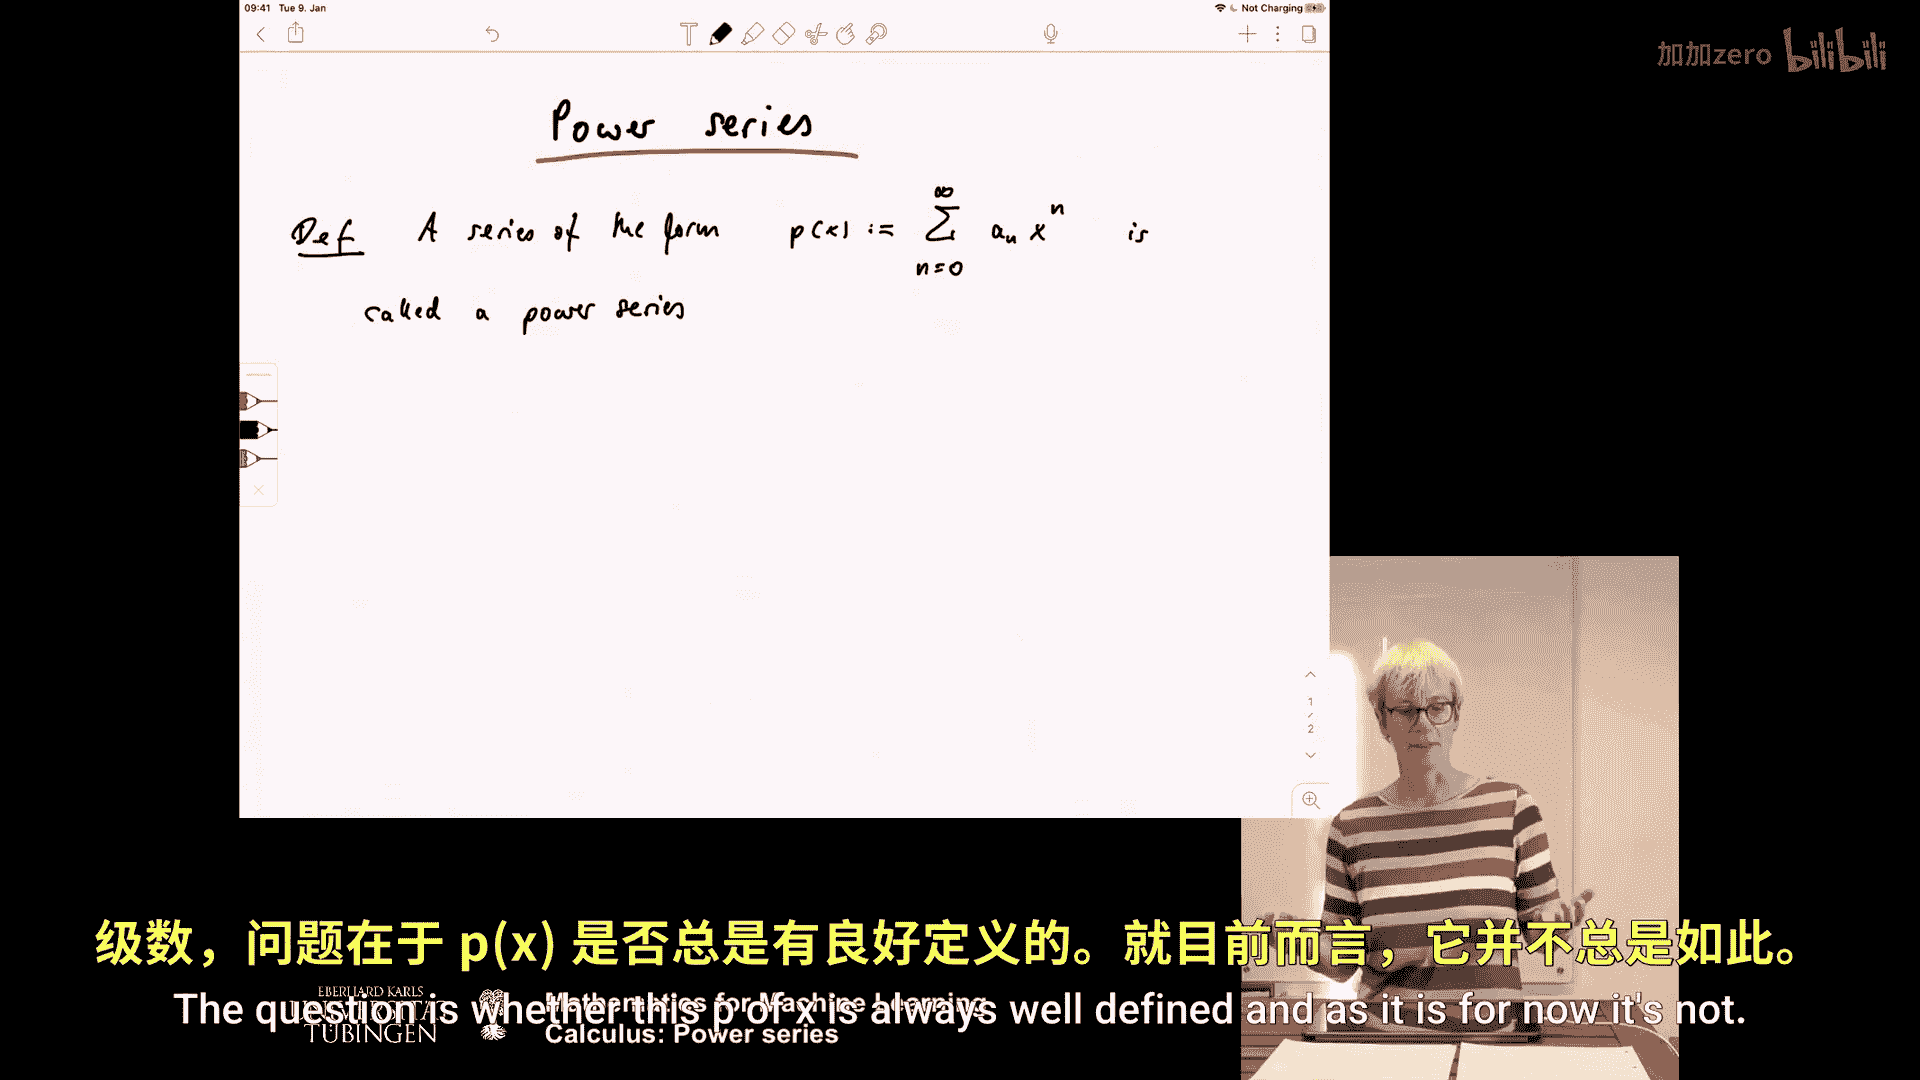 09:41 Tue 9. Jan
Not Charging
加加zero bilibili
Power series
Def A series of the form p(x) := ∑_{n=0}^{∞} a_n x^n is
called a power series
1
/
2
级数，问题在于 p(x) 是否总是有良好定义的。就目前而言，它并不总是如此。
The question is whether this p of x is always well defined and as it is for now it's not.
EBERHARD KARLS
UNIVERSITÄT
TÜBINGEN
Mathematics for Machine Learning
Calculus: Power series